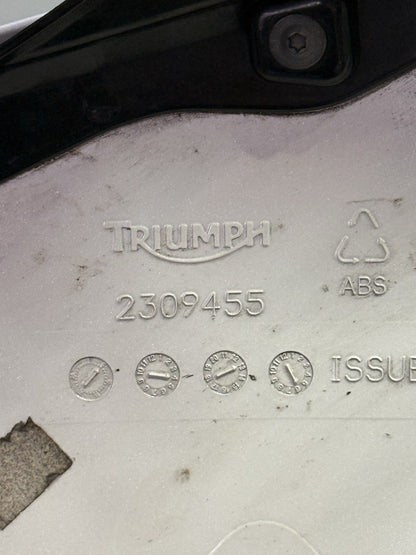 TRIUMPH
ABS
2309455
ISSUE